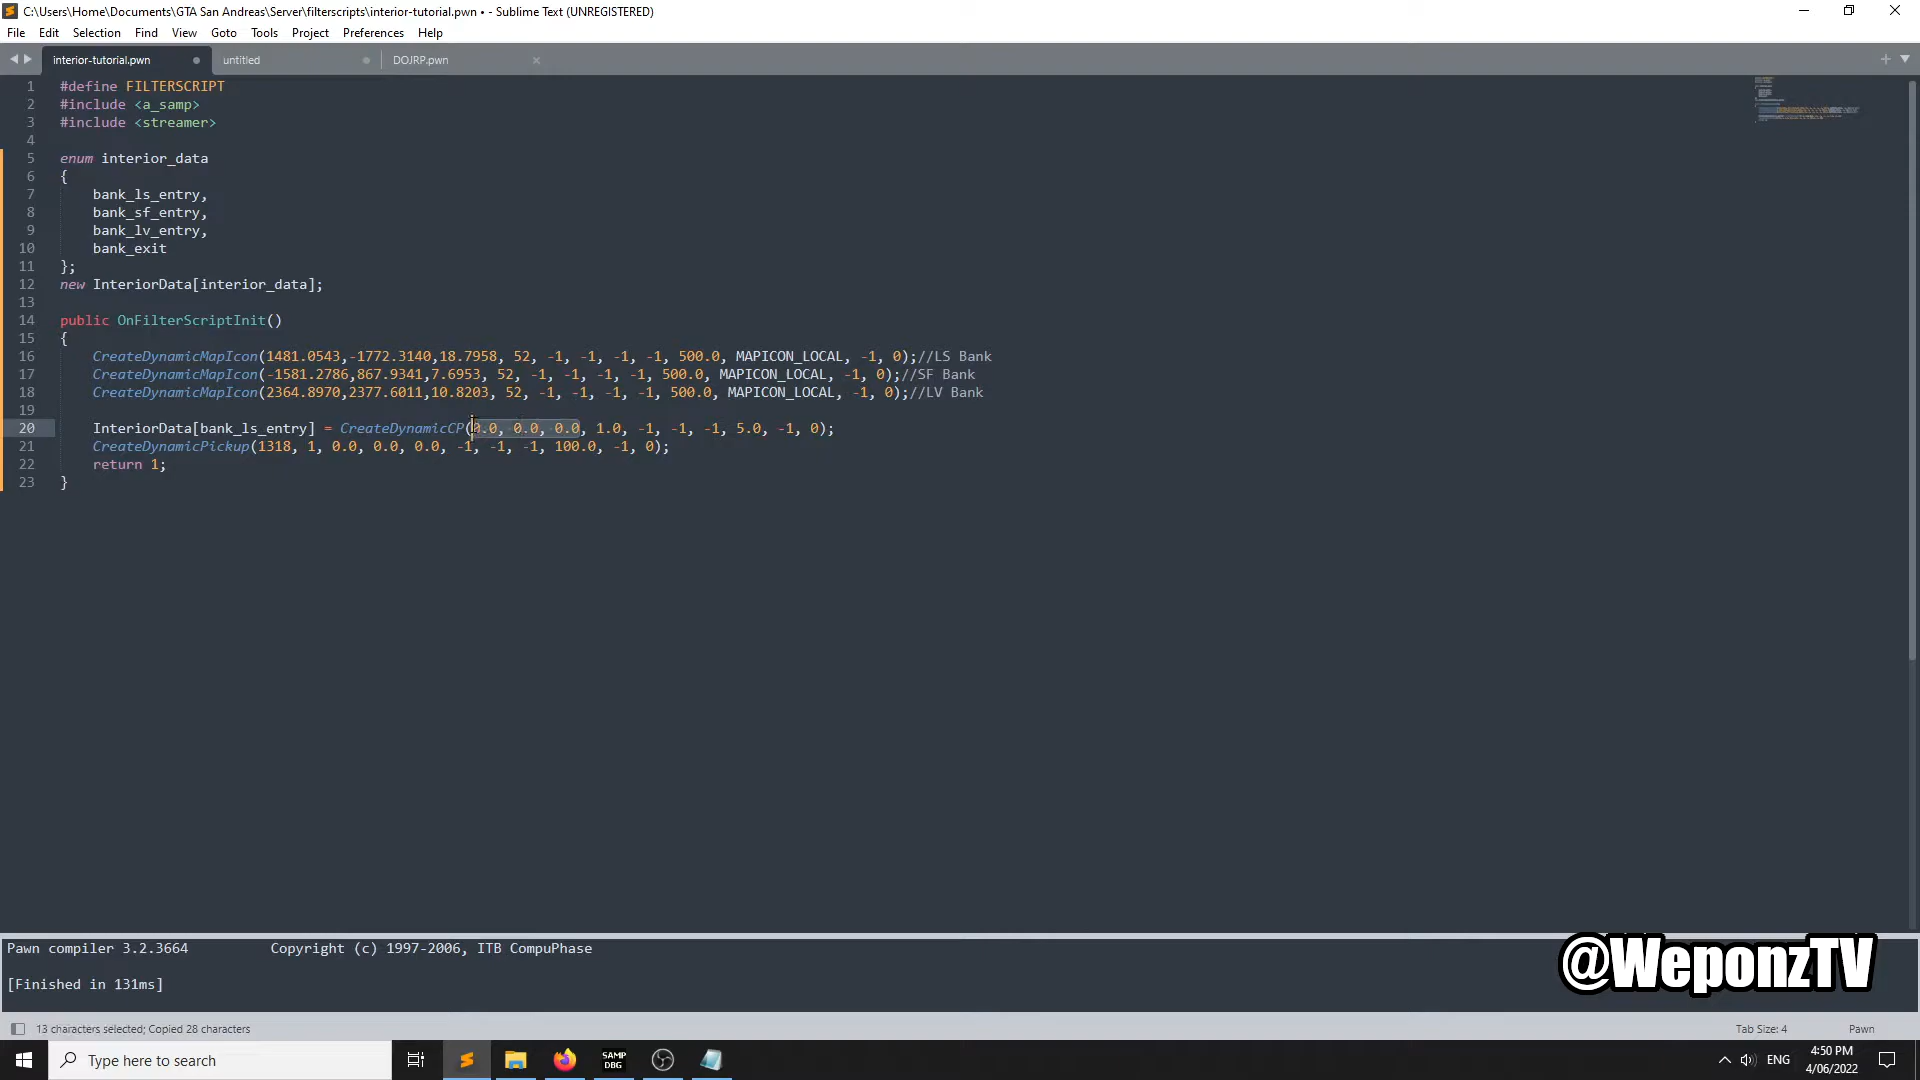 C:\Users\Home\Documents\GTA San Andreas\Server\filterscripts\interior-tutorial.pwn • - Sublime Text (UNREGISTERED)
File Edit Selection Find View Goto Tools Project Preferences Help
interior-tutorial.pwn untitled DOJRP.pwn
1 #define FILTERSCRIPT
2 #include <a_samp>
3 #include <streamer>
4
5 enum interior_data
6 {
7 bank_ls_entry,
8 bank_sf_entry,
9 bank_lv_entry,
10 bank_exit
11 };
12 new InteriorData[interior_data];
13
14 public OnFilterScriptInit()
15 {
16 CreateDynamicMapIcon(1481.0543,-1772.3140,18.7958, 52, -1, -1, -1, -1, 500.0, MAPICON_LOCAL, -1, 0);//LS Bank
17 CreateDynamicMapIcon(-1581.2786,867.9341,7.6953, 52, -1, -1, -1, -1, 500.0, MAPICON_LOCAL, -1, 0);//SF Bank
18 CreateDynamicMapIcon(2364.8970,2377.6011,10.8203, 52, -1, -1, -1, -1, 500.0, MAPICON_LOCAL, -1, 0);//LV Bank
19
20 InteriorData[bank_ls_entry] = CreateDynamicCP(0.0, 0.0, 0.0, 1.0, -1, -1, -1, 5.0, -1, 0);
21 CreateDynamicPickup(1318, 1, 0.0, 0.0, 0.0, -1, -1, -1, 100.0, -1, 0);
22 return 1;
23 }
Pawn compiler 3.2.3664 Copyright (c) 1997-2006, ITB CompuPhase
[Finished in 131ms]
@WeponzTV
13 characters selected; Copied 28 characters Tab Size: 4 Pawn
Type here to search
SAMP
DBG
ENG
4:50 PM
4/06/2022